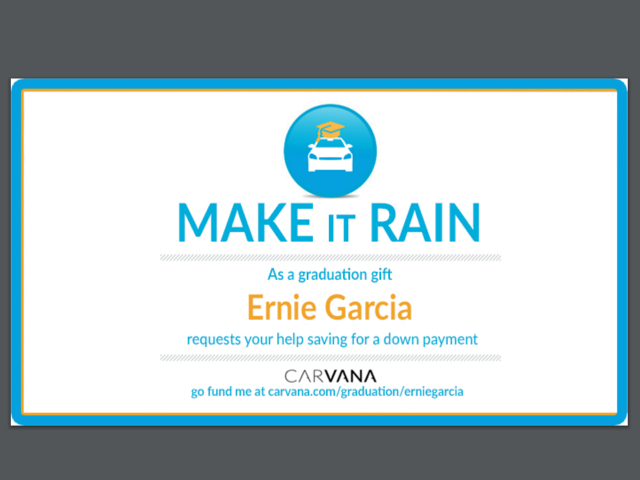 MAKE IT RAIN
As a graduation gift
Ernie Garcia
requests your help saving for a down payment
CARVANA
go fund me at carvana.com/graduation/erniegarcia